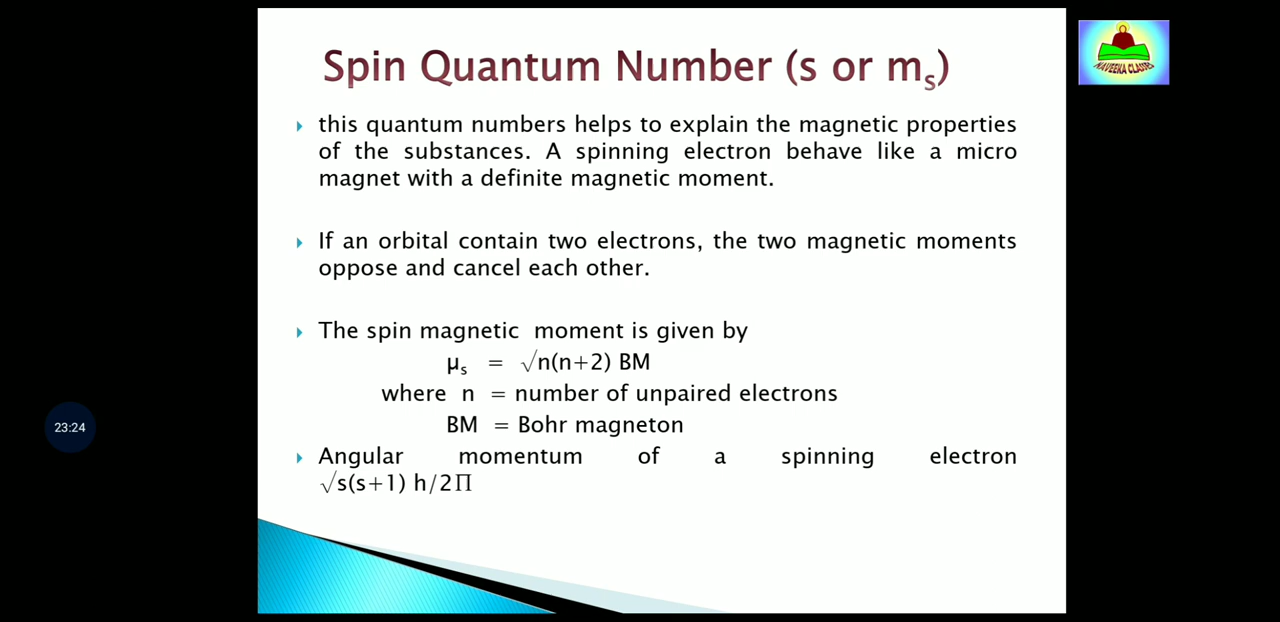 Spin Quantum Number (s or ms)
NAVEEKA CLASSES
this quantum numbers helps to explain the magnetic properties
of the substances. A spinning electron behave like a micro
magnet with a definite magnetic moment.
If an orbital contain two electrons, the two magnetic moments
oppose and cancel each other.
The spin magnetic moment is given by
μs = √n(n+2) BM
where n = number of unpaired electrons
BM = Bohr magneton
23:24
Angular momentum of a spinning electron
√s(s+1) h/2Π